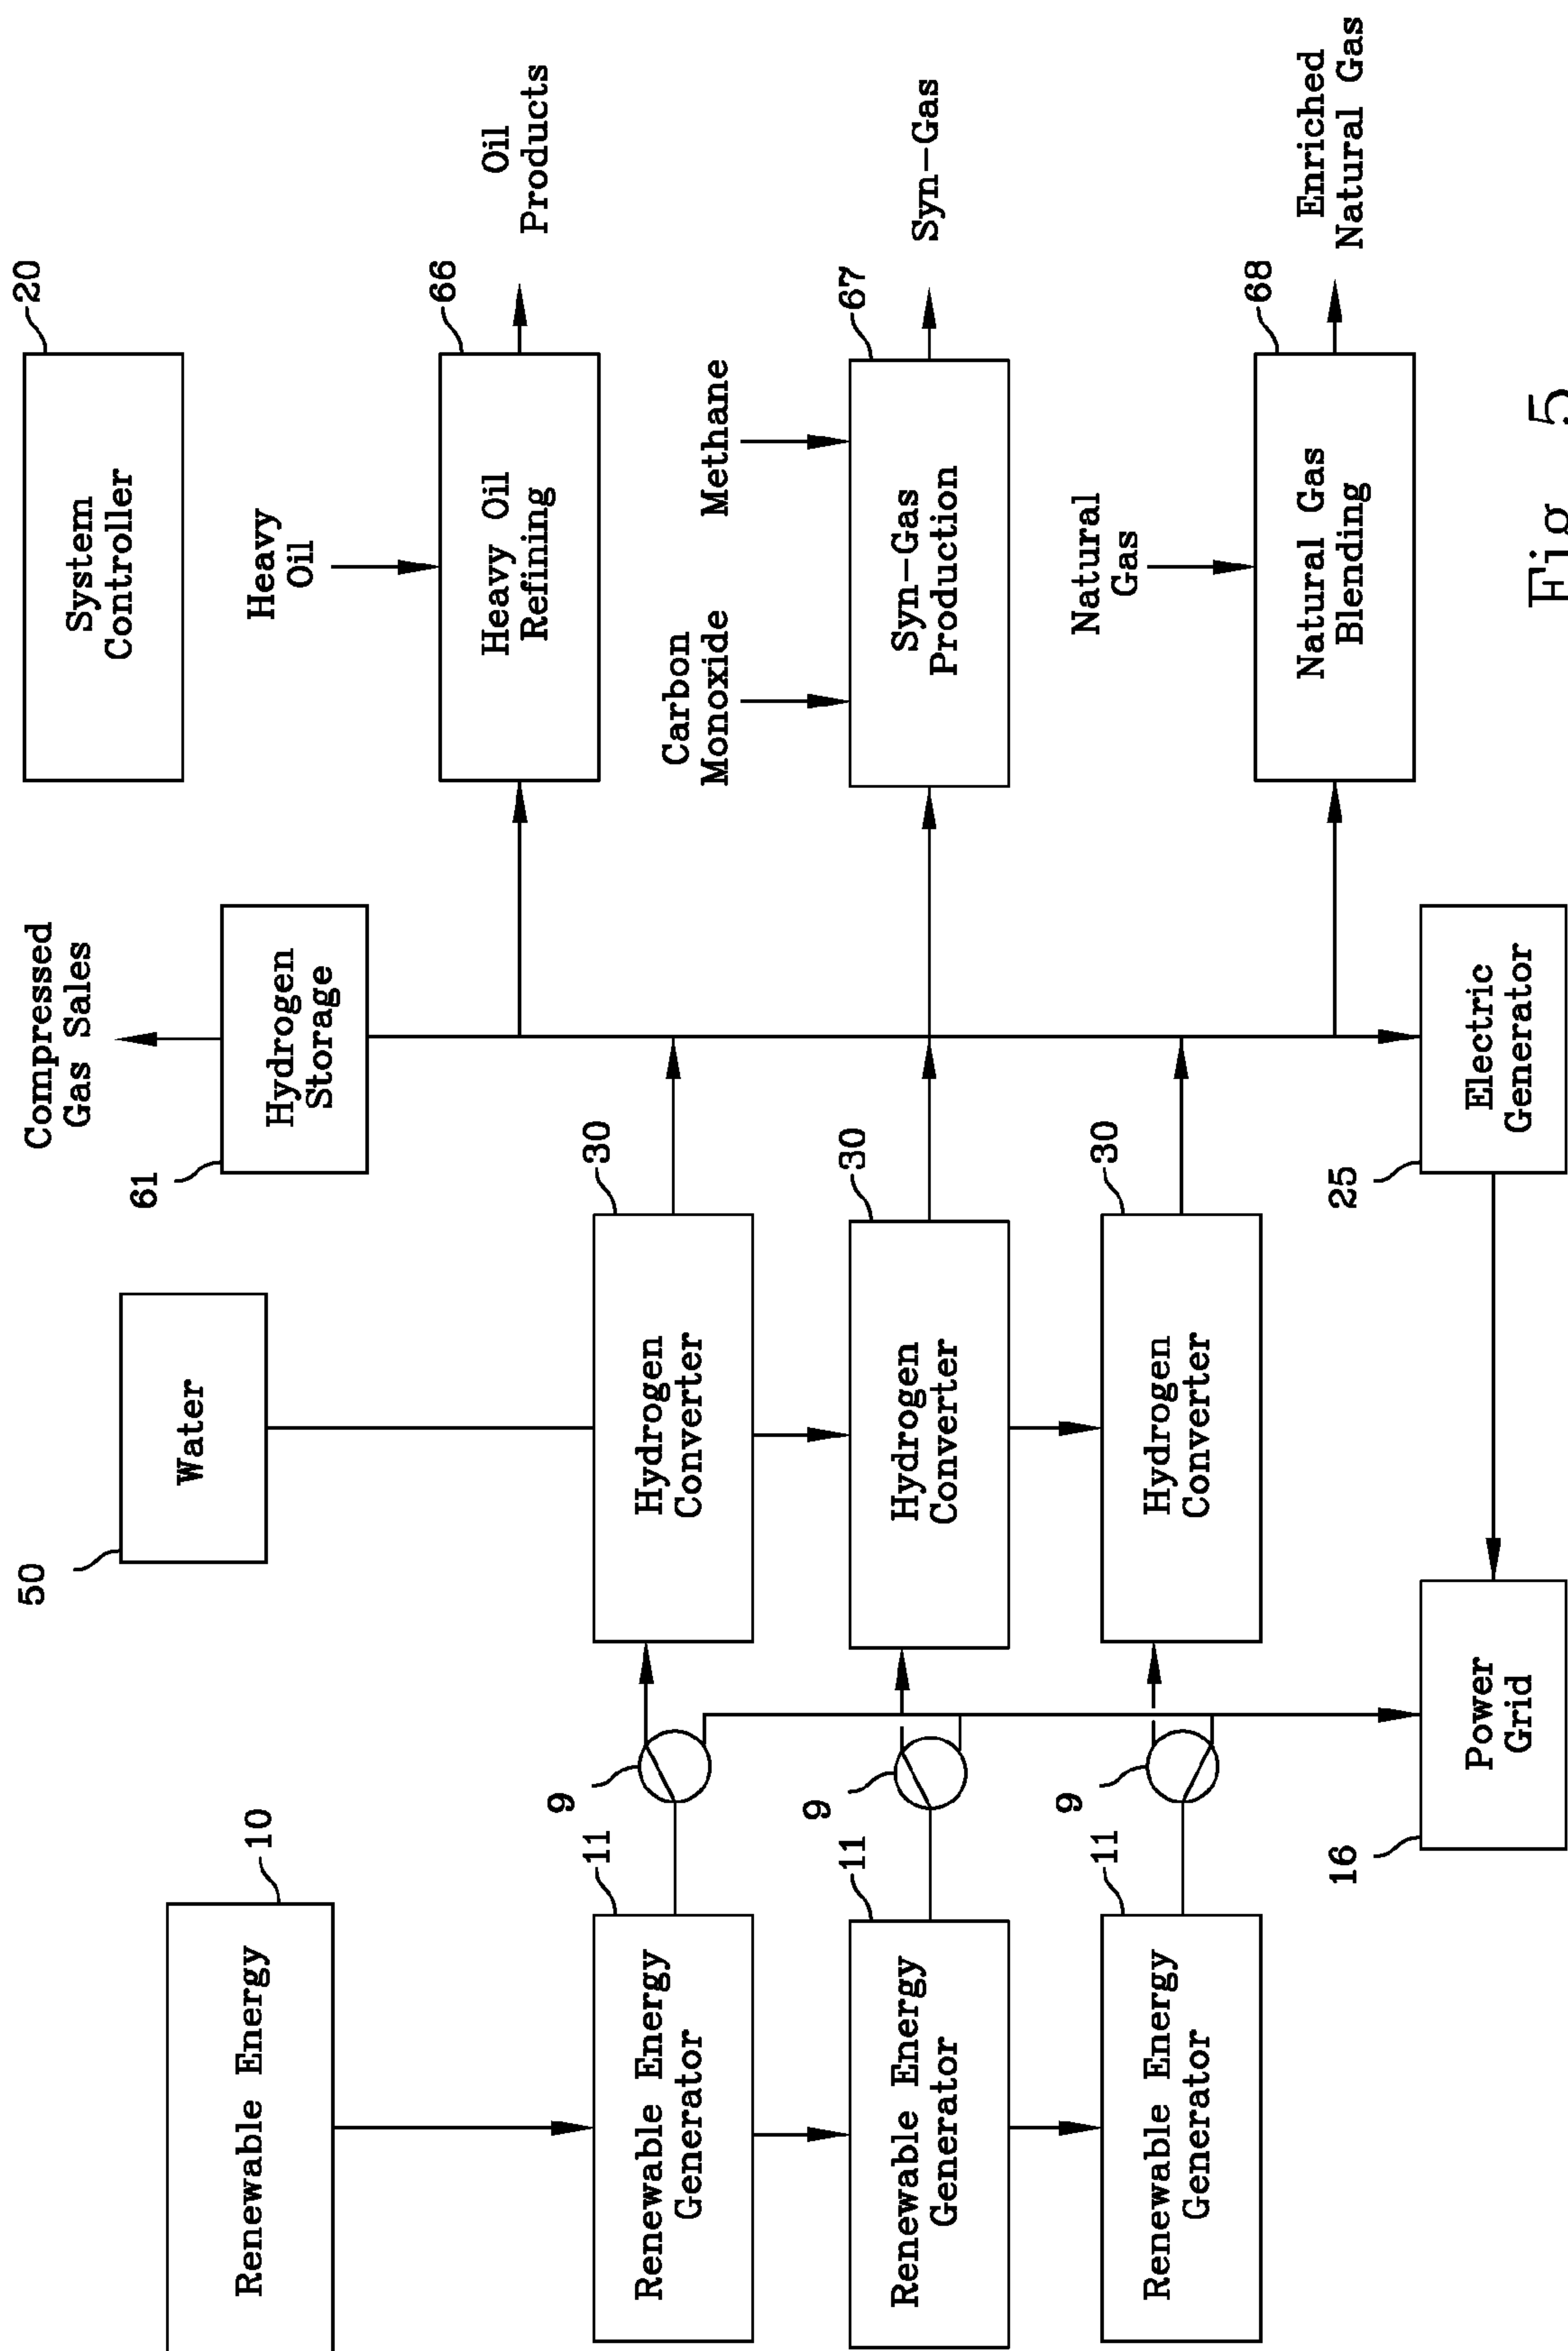 50
Compressed
Gas Sales
20
System
Controller
Renewable Energy
10
Water
61
Hydrogen
Storage
Heavy
Oil
Renewable Energy
Generator
11
9
Hydrogen
Converter
30
Heavy Oil
Refining
66
Oil
Products
Carbon
Monoxide
Methane
Renewable Energy
Generator
11
9
Hydrogen
Converter
30
Syn-Gas
Production
67
Syn-Gas
Natural
Gas
Renewable Energy
Generator
11
9
Hydrogen
Converter
30
Natural Gas
Blending
68
Enriched
Natural Gas
16
Power
Grid
25
Electric
Generator
Fig. 5